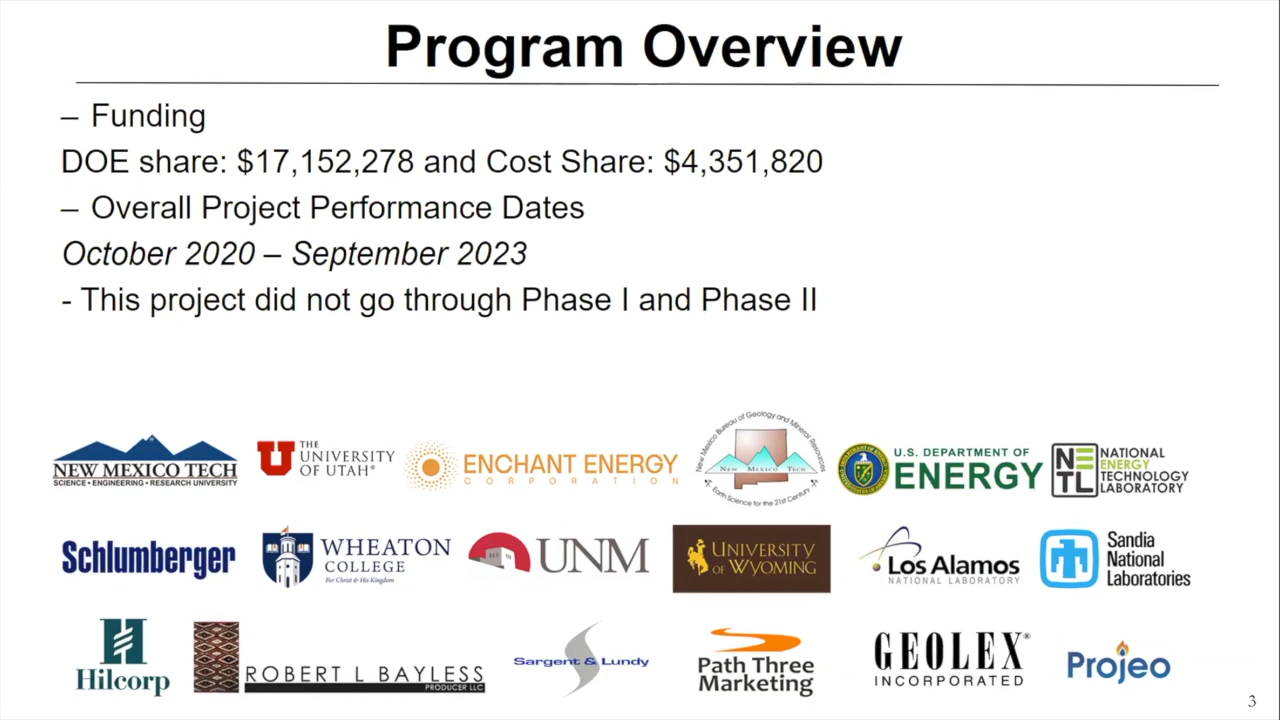 Program Overview
– Funding
DOE share: $17,152,278 and Cost Share: $4,351,820
– Overall Project Performance Dates
October 2020 – September 2023
- This project did not go through Phase I and Phase II
NEW MEXICO TECH
SCIENCE • ENGINEERING • RESEARCH UNIVERSITY
THE
UNIVERSITY
OF UTAH®
ENCHANT ENERGY
CORPORATION
New Mexico Bureau of Geology and Mineral Resources
NEW MEXICO TECH
Earth Science for the 21st Century
U.S. DEPARTMENT OF
ENERGY
NETL
NATIONAL
ENERGY
TECHNOLOGY
LABORATORY
Schlumberger
WHEATON
COLLEGE
For Christ & His Kingdom
UNM
UNIVERSITY
OF WYOMING
Los Alamos
NATIONAL LABORATORY
Sandia
National
Laboratories
Hilcorp
ROBERT L BAYLESS
PRODUCER LLC
Sargent & Lundy
Path Three
Marketing
GEOLEX®
INCORPORATED
Projeo
3